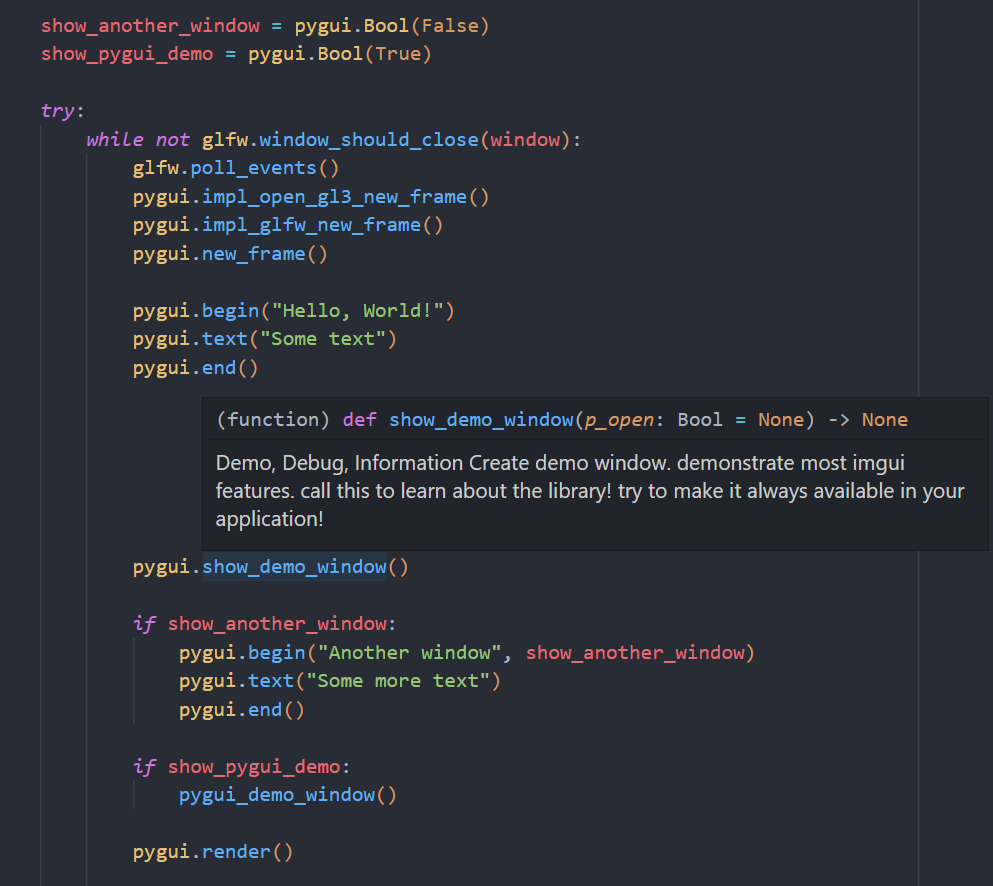 show_another_window = pygui.Bool(False)
show_pygui_demo = pygui.Bool(True)
try:
while not glfw.window_should_close(window):
glfw.poll_events()
pygui.impl_open_gl3_new_frame()
pygui.impl_glfw_new_frame()
pygui.new_frame()
pygui.begin("Hello, World!")
pygui.text("Some text")
pygui.end()
(function) def show_demo_window(p_open: Bool = None) -> None
Demo, Debug, Information Create demo window. demonstrate most imgui
features. call this to learn about the library! try to make it always available in your
application!
pygui.show_demo_window()
if show_another_window:
pygui.begin("Another window", show_another_window)
pygui.text("Some more text")
pygui.end()
if show_pygui_demo:
pygui_demo_window()
pygui.render()